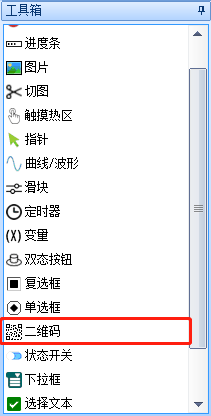 工具箱
进度条
图片
切图
触摸热区
指针
曲线/波形
滑块
定时器
(X) 变量
双态按钮
复选框
单选框
二维码
状态开关
下拉框
选择文本